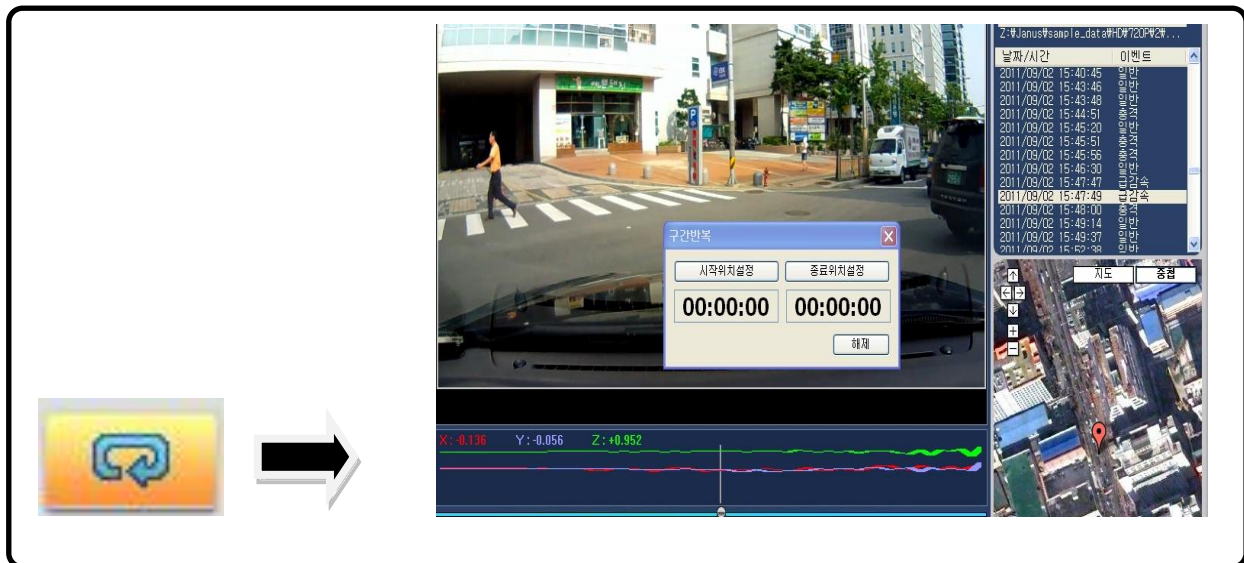 Z:₩Janus₩sample_data₩HD₩720P₩2₩...
날짜/시간 이벤트
2011/09/02 15:40:45 일반
2011/09/02 15:43:46 일반
2011/09/02 15:43:48 일반
2011/09/02 15:44:51 충격
2011/09/02 15:45:20 일반
2011/09/02 15:45:51 충격
2011/09/02 15:45:56 충격
2011/09/02 15:46:30 일반
2011/09/02 15:47:47 급감속
2011/09/02 15:47:49 급감속
2011/09/02 15:48:00 충격
2011/09/02 15:49:14 일반
2011/09/02 15:49:37 일반
2011/09/02 15:52:38 일반
P
구간반복
시작위치설정 종료위치설정
00:00:00 00:00:00
해제
지도 중첩
X:-0.136 Y:-0.056 Z:+0.952